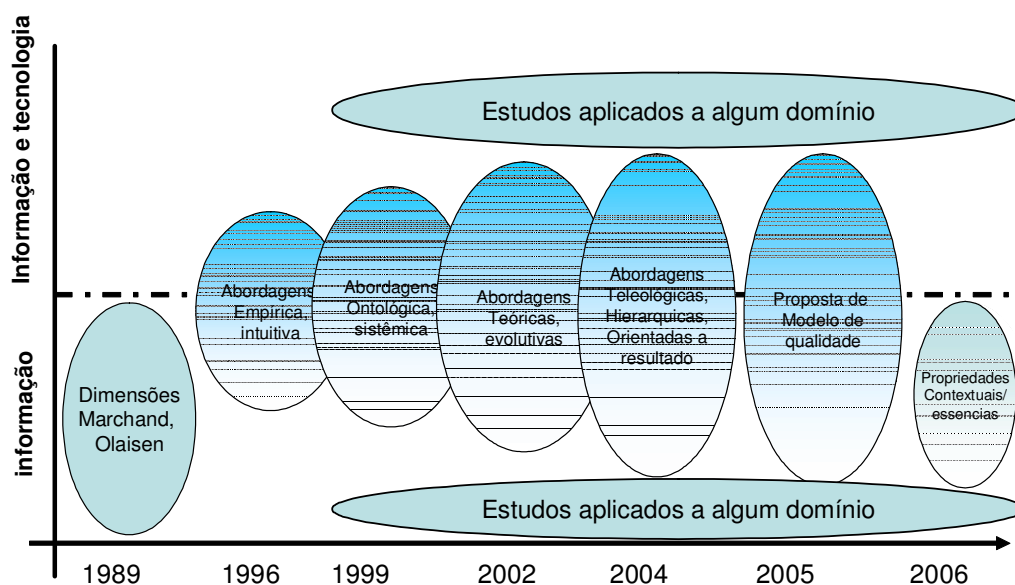 Informação e tecnologia
informação
Estudos aplicados a algum domínio
Dimensões
Marchand,
Olaisen
Abordagens
Empírica,
intuitiva
Abordagens
Ontológica,
sistêmica
Abordagens
Teóricas,
evolutivas
Abordagens
Teleológicas,
Hierarquicas,
Orientadas a
resultado
Proposta de
Modelo de
qualidade
Propriedades
Contextuais/
essencias
Estudos aplicados a algum domínio
1989
1996
1999
2002
2004
2005
2006